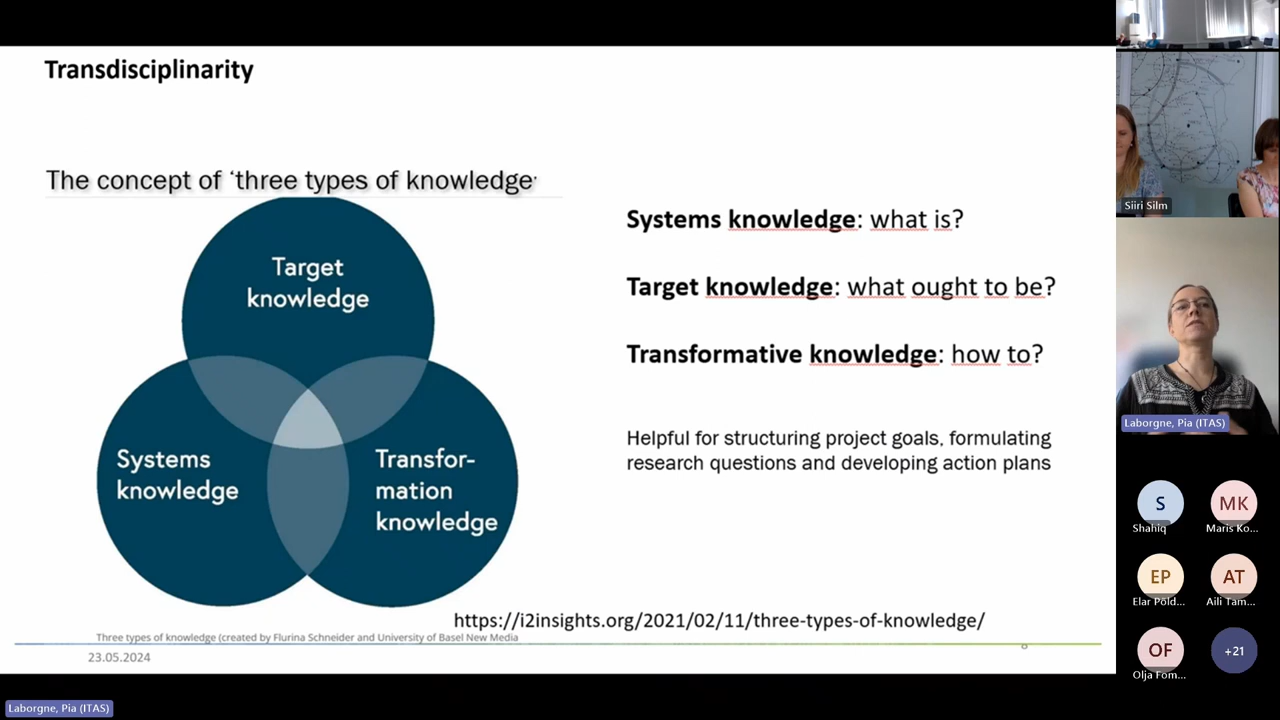 Transdisciplinarity
The concept of ‘three types of knowledge‘
Target
knowledge
Systems
knowledge
Transfor-
mation
knowledge
Systems knowledge: what is?
Target knowledge: what ought to be?
Transformative knowledge: how to?
Helpful for structuring project goals, formulating
research questions and developing action plans
https://i2insights.org/2021/02/11/three-types-of-knowledge/
Three types of knowledge (created by Flurina Schneider and University of Basel New Media
23.05.2024
Laborgne, Pia (ITAS)
Siiri Silm
Laborgne, Pia (ITAS)
S
Shahiq
MK
Maris Ko...
EP
Elar Põld...
AT
Aili Tam...
OF
Olja Fom...
+21